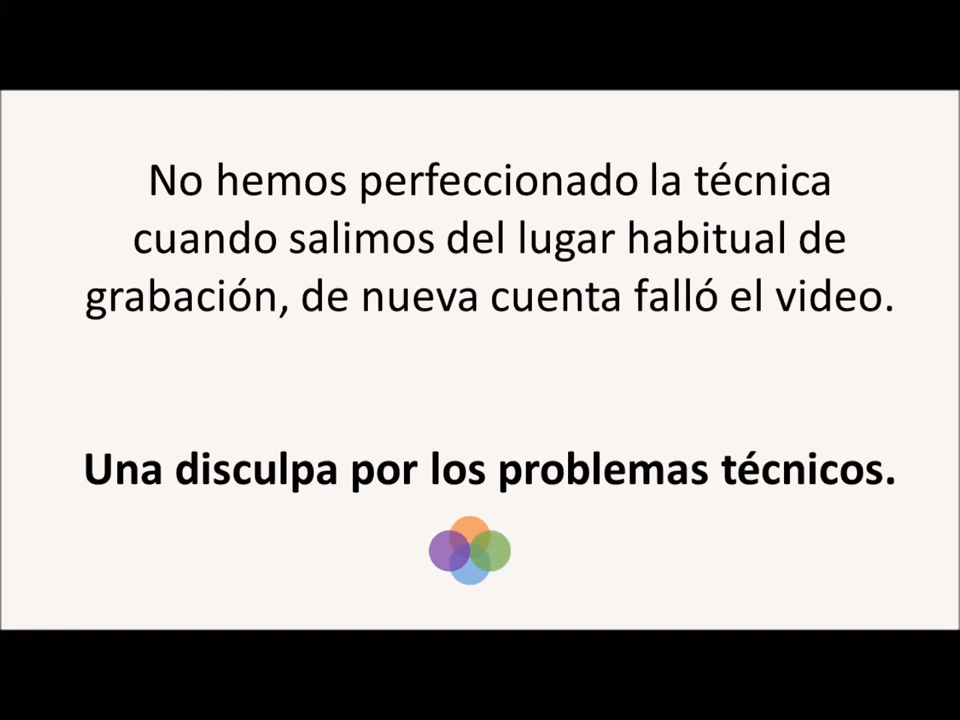 No hemos perfeccionado la técnica
cuando salimos del lugar habitual de
grabación, de nueva cuenta falló el video.
Una disculpa por los problemas técnicos.